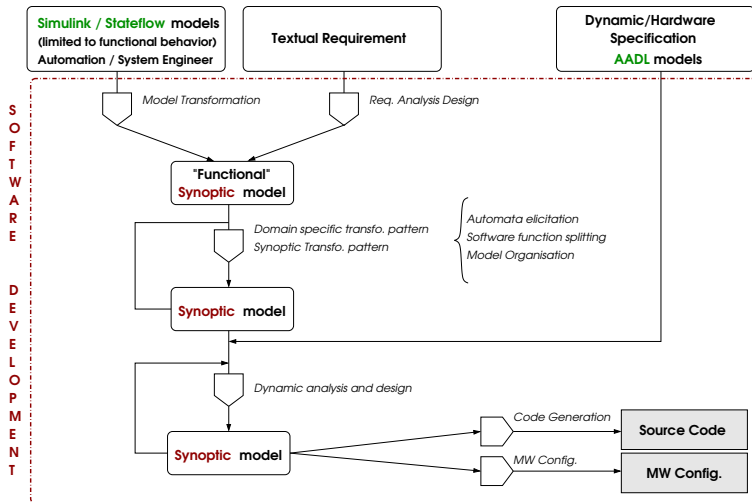 Simulink / Stateflow models
(limited to functional behavior)
Automation / System Engineer
Textual Requirement
Dynamic/Hardware
Specification
AADL models
SOFTWARE DEVELOPMENT
Model Transformation
Req. Analysis Design
"Functional"
Synoptic model
Domain specific transfo. pattern
Synoptic Transfo. pattern
Automata elicitation
Software function splitting
Model Organisation
Synoptic model
Dynamic analysis and design
Synoptic model
Code Generation
Source Code
MW Config.
MW Config.